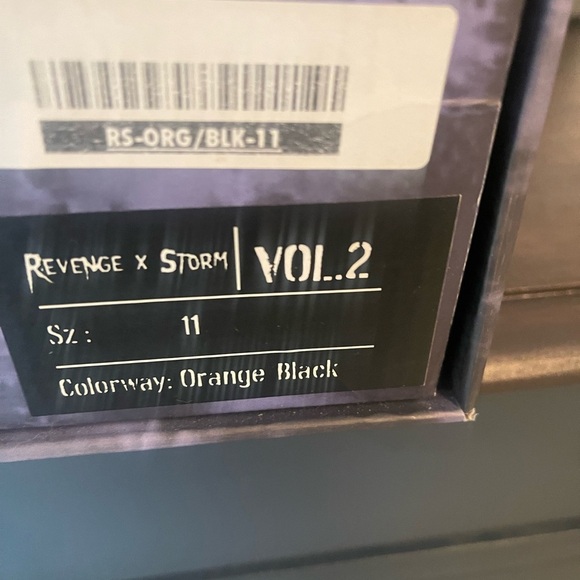 RS-ORG/BLK-11
REVENGE X STORM | VOL.2
Sz: 11
Colorway: Orange Black